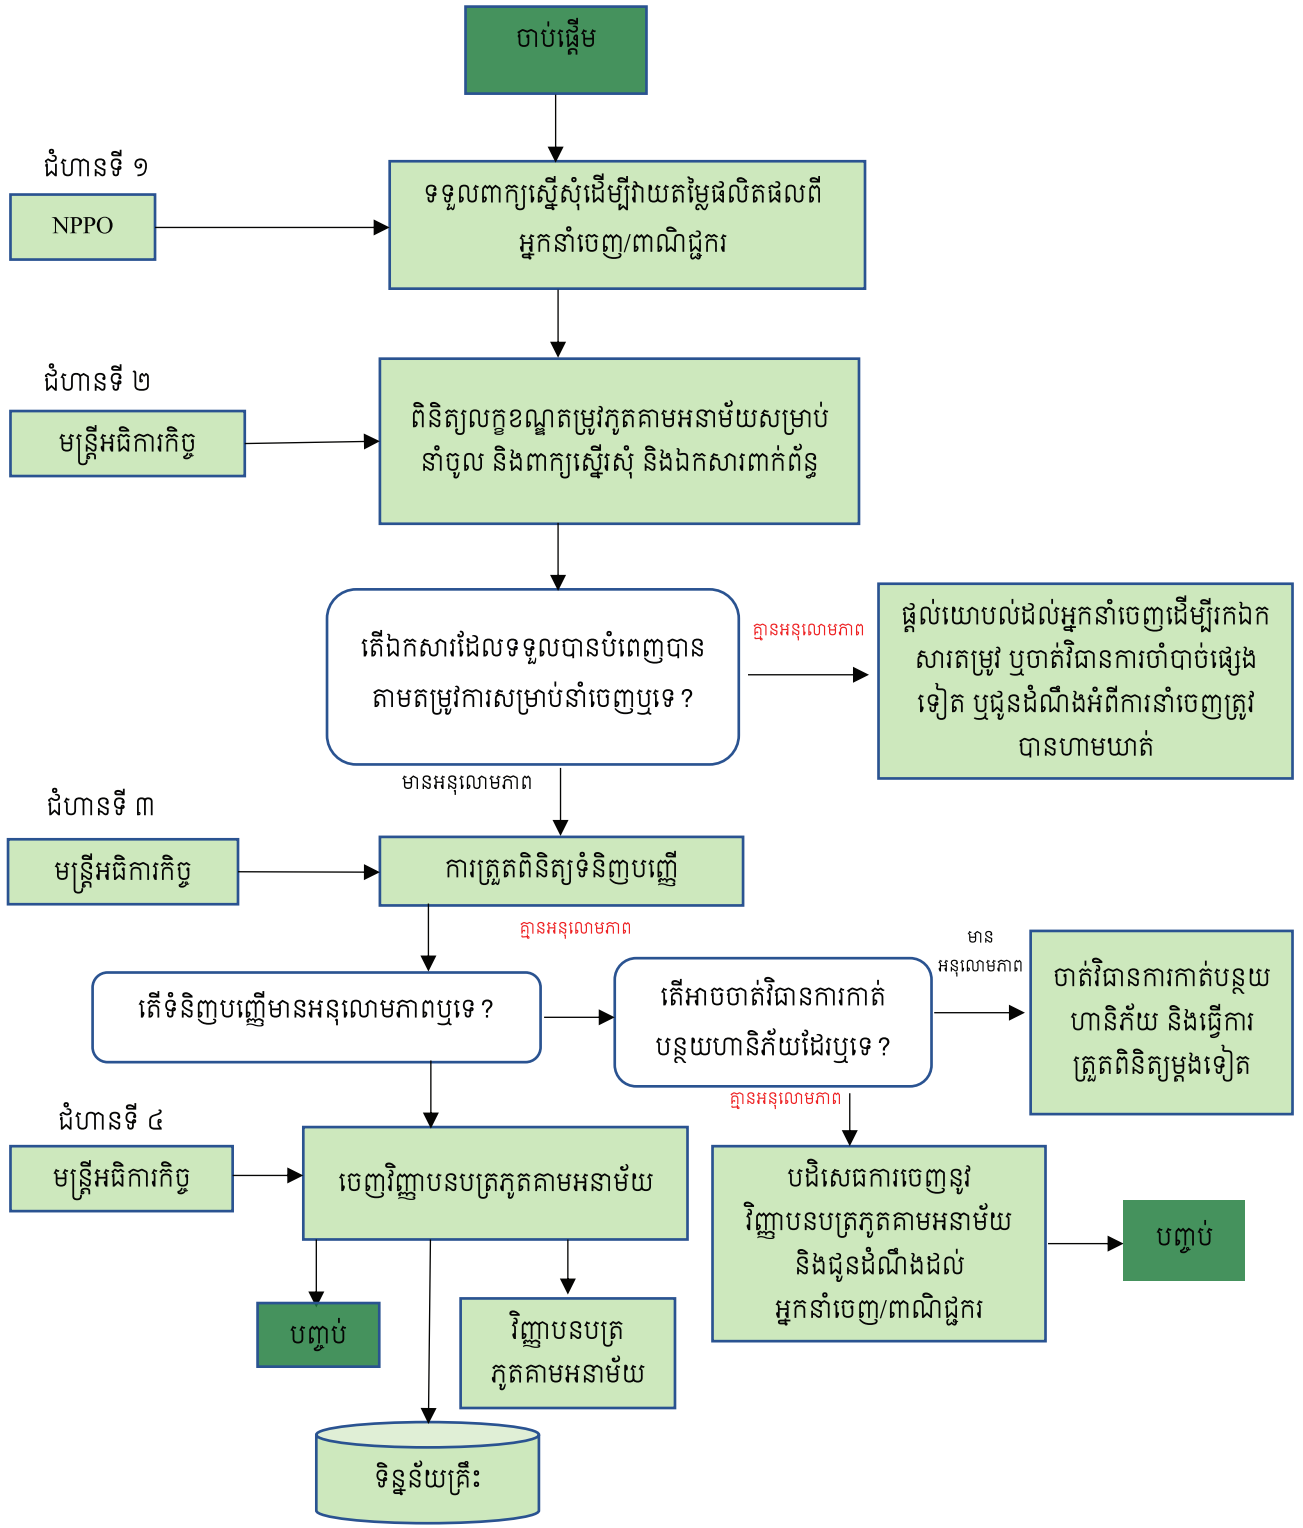 ចាប់ផ្តើម
ជំហានទី ១
NPPO
ទទួលពាក្យស្នើសុំដើម្បីវាយតម្លៃផលិតផលពី
អ្នកនាំចេញ/ពាណិជ្ជករ
ជំហានទី ២
មន្ត្រីអធិការកិច្ច
ពិនិត្យលក្ខខណ្ឌតម្រូវភូតគាមអនាម័យសម្រាប់
នាំចូល និងពាក្យស្នើរសុំ និងឯកសារពាក់ព័ន្ធ
តើឯកសារដែលទទួលបានបំពេញបាន
តាមតម្រូវការសម្រាប់នាំចេញឬទេ?
គ្មានអនុលោមភាព
ផ្តល់យោបល់ដល់អ្នកនាំចេញដើម្បីរកឯក
សារតម្រូវ ឬចាត់វិធានការចាំបាច់ផ្សេង
ទៀត ឬជូនដំណឹងអំពីការនាំចេញត្រូវ
បានហាមឃាត់
មានអនុលោមភាព
ជំហានទី ៣
មន្ត្រីអធិការកិច្ច
ការត្រួតពិនិត្យទំនិញបញ្ញើ
គ្មានអនុលោមភាព
តើទំនិញបញ្ញើមានអនុលោមភាពឬទេ?
តើអាចចាត់វិធានការកាត់
បន្ថយហានិភ័យដែរឬទេ?
មាន
អនុលោមភាព
ចាត់វិធានការកាត់បន្ថយ
ហានិភ័យ និងធ្វើការ
ត្រួតពិនិត្យម្តងទៀត
គ្មានអនុលោមភាព
ជំហានទី ៤
មន្ត្រីអធិការកិច្ច
ចេញវិញ្ញាបនបត្រភូតគាមអនាម័យ
បដិសេធការចេញនូវ
វិញ្ញាបនបត្រភូតគាមអនាម័យ
និងជូនដំណឹងដល់
អ្នកនាំចេញ/ពាណិជ្ជករ
បញ្ចប់
បញ្ចប់
វិញ្ញាបនបត្រ
ភូតគាមអនាម័យ
ទិន្នន័យគ្រឹះ